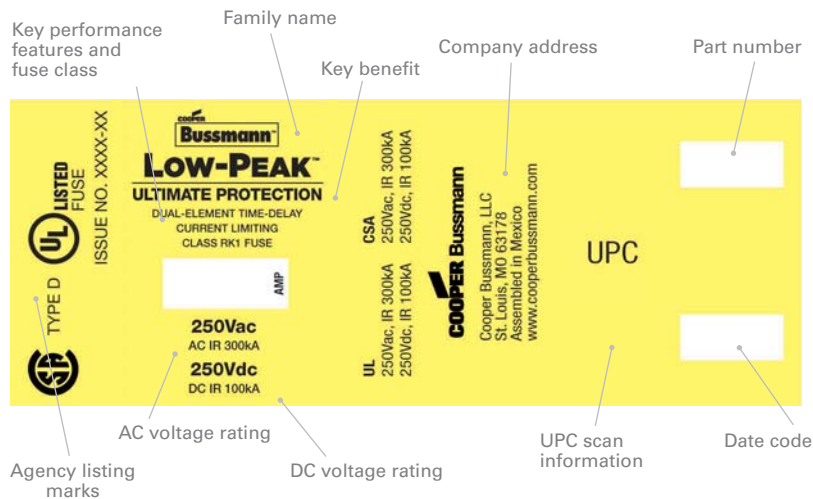 Key performance
features and
fuse class
Family name
Key benefit
Company address
Part number
COOPER
Bussmann™
LOW-PEAK™
ULTIMATE PROTECTION
DUAL-ELEMENT TIME-DELAY
CURRENT LIMITING
CLASS RK1 FUSE
AMP
250Vac
AC IR 300kA
250Vdc
DC IR 100kA
UL LISTED
FUSE
ISSUE NO. XXXX-XX
TYPE D
SA
CSA
250Vac, IR 300kA
250Vdc, IR 100kA
UL
250Vac, IR 300kA
250Vdc, IR 100kA
COOPER Bussmann
Cooper Bussmann, LLC
St. Louis, MO 63178
Assembled in Mexico
www.cooperbussmann.com
UPC
Agency listing
marks
AC voltage rating
DC voltage rating
UPC scan
information
Date code